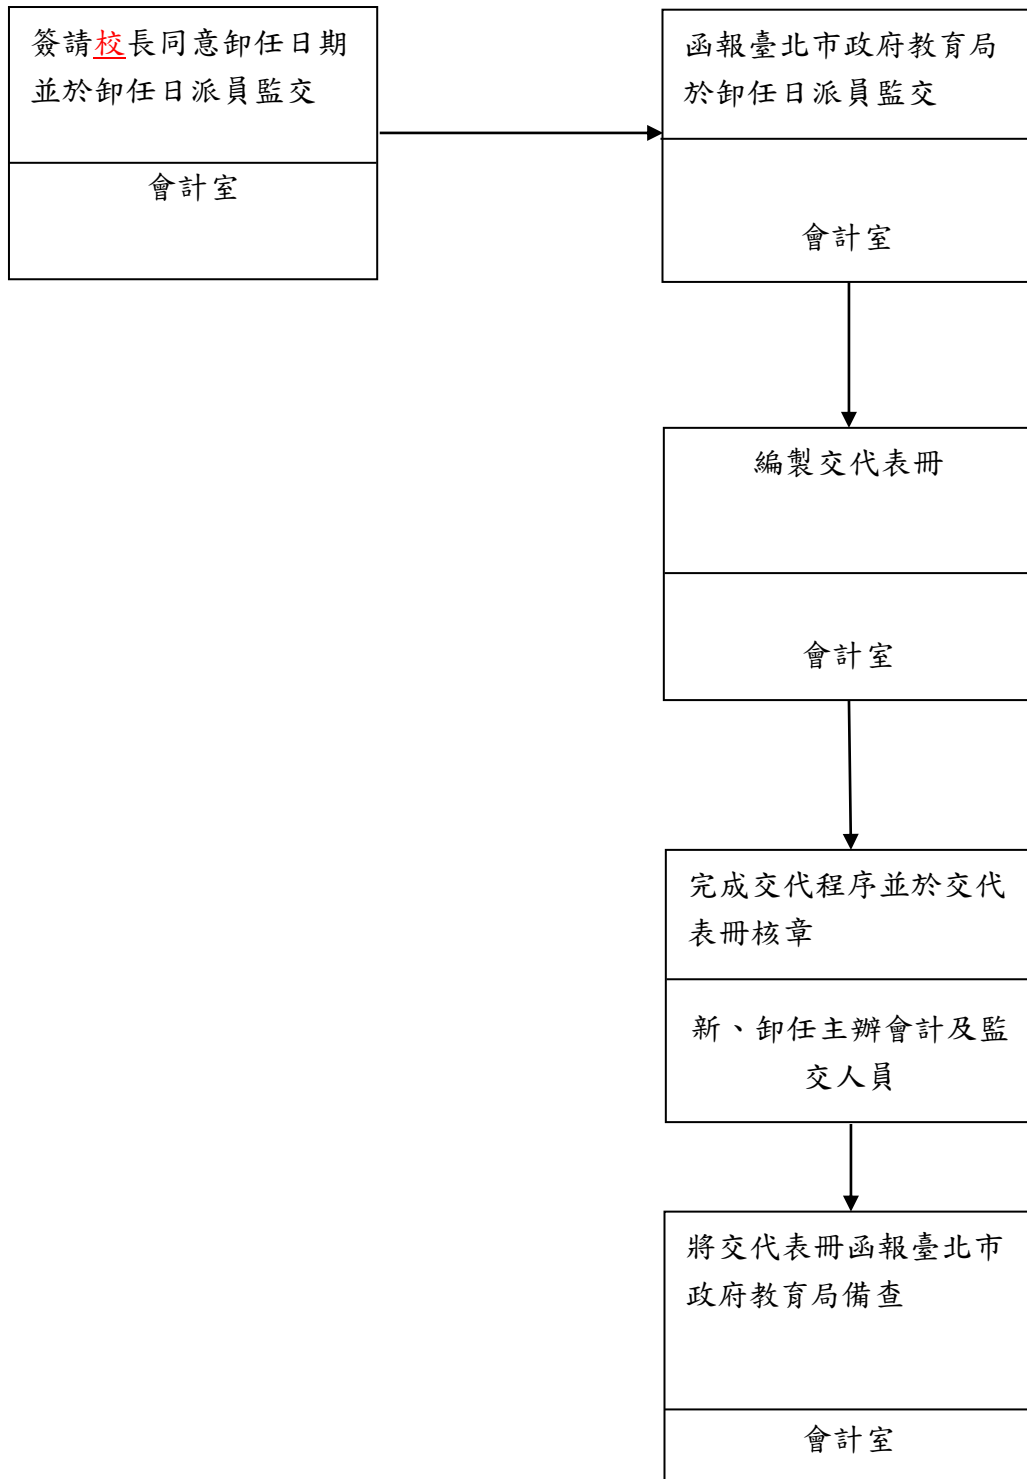 簽請校長同意卸任日期
並於卸任日派員監交
會計室
函報臺北市政府教育局
於卸任日派員監交
會計室
編製交代表冊
會計室
完成交代程序並於交代
表冊核章
新、卸任主辦會計及監
交人員
將交代表冊函報臺北市
政府教育局備查
會計室